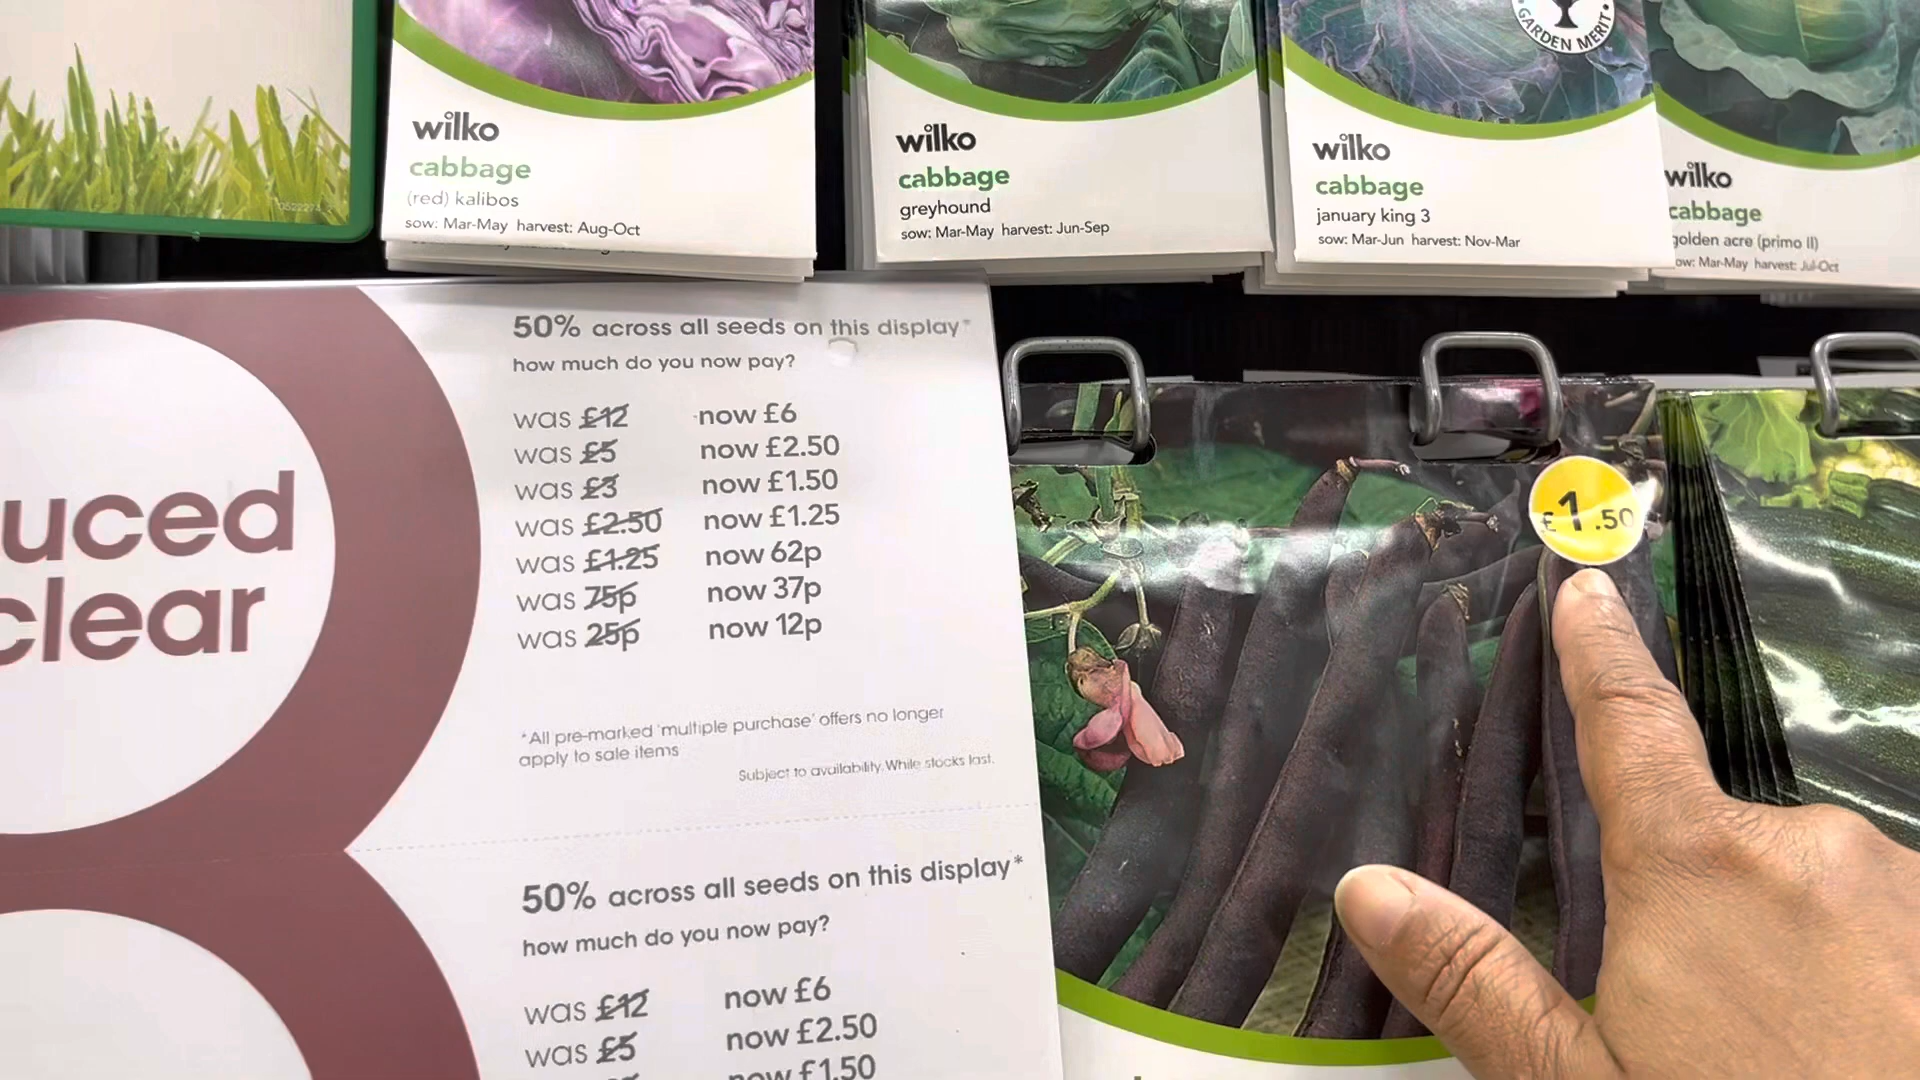 GARDEN MERIT
wilko
cabbage
(red) kalibos
sow: Mar-May harvest: Aug-Oct
wilko
cabbage
greyhound
sow: Mar-May harvest: Jun-Sep
wilko
cabbage
january king 3
sow: Mar-Jun harvest: Nov-Mar
wilko
cabbage
golden acre (primo II)
ow: Mar-May harvest: Jul-Oct
uced
clear
50% across all seeds on this display*
how much do you now pay?
was £12 now £6
was £5 now £2.50
was £3 now £1.50
was £2.50 now £1.25
was £1.25 now 62p
was 75p now 37p
was 25p now 12p
*All pre-marked 'multiple purchase' offers no longer
apply to sale items
Subject to availability. While stocks last.
£1.50
50% across all seeds on this display*
how much do you now pay?
was £12 now £6
was £5 now £2.50
now £1.50